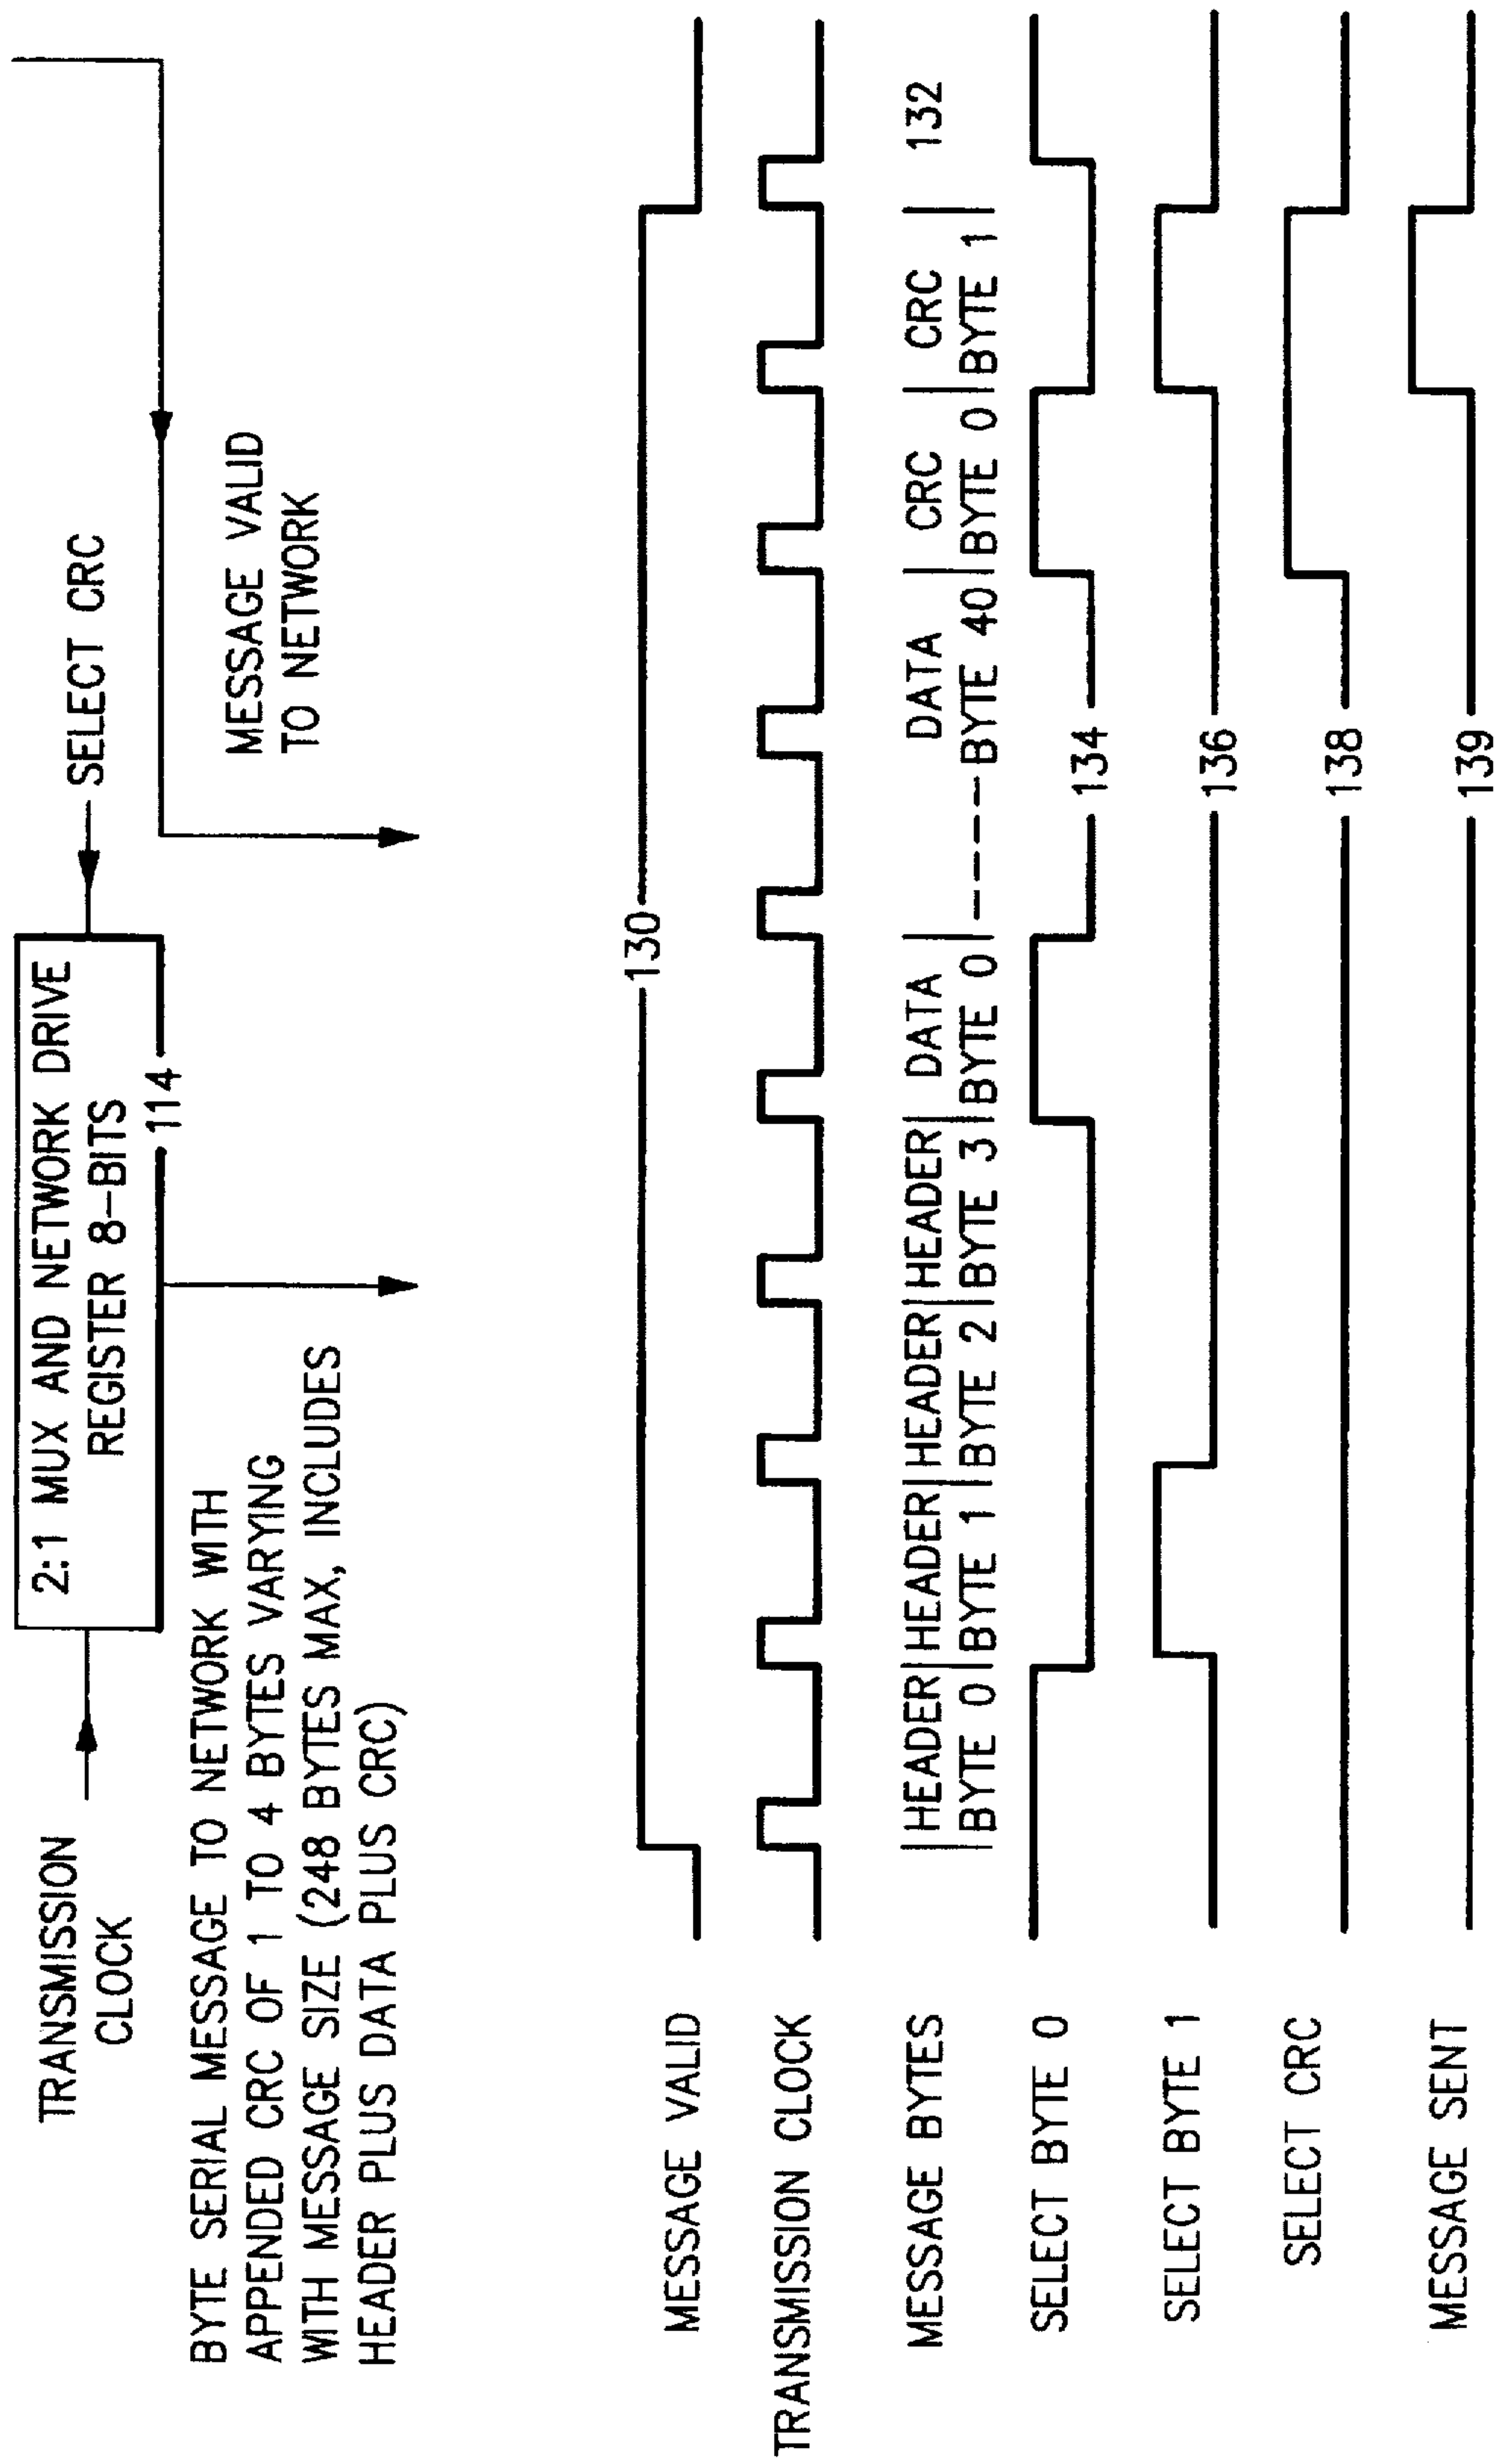 2:1 MUX AND NETWORK DRIVE
REGISTER 8-BITS
114
TRANSMISSION
CLOCK
SELECT CRC
BYTE SERIAL MESSAGE TO NETWORK WITH
APPENDED CRC OF 1 TO 4 BYTES VARYING
WITH MESSAGE SIZE (248 BYTES MAX, INCLUDES
HEADER PLUS DATA PLUS CRC)
MESSAGE VALID
TO NETWORK
MESSAGE VALID
130
TRANSMISSION CLOCK
MESSAGE BYTES
|HEADER|HEADER|HEADER|HEADER| DATA | DATA | CRC | CRC | 132
|BYTE 0|BYTE 1|BYTE 2|BYTE 3|BYTE 0|-----BYTE 40|BYTE 0|BYTE 1|
SELECT BYTE 0
134
SELECT BYTE 1
136
SELECT CRC
138
MESSAGE SENT
139